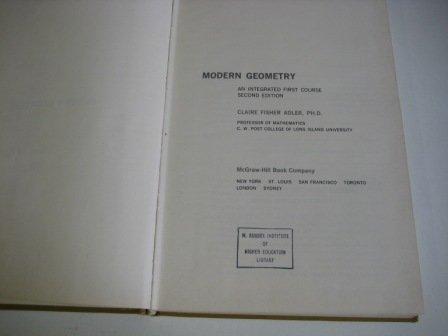 MODERN GEOMETRY
AN INTEGRATED FIRST COURSE
SECOND EDITION
CLAIRE FISHER ADLER, PH.D.
PROFESSOR OF MATHEMATICS
C. W. POST COLLEGE OF LONG ISLAND UNIVERSITY
McGraw-Hill Book Company
NEW YORK ST. LOUIS SAN FRANCISCO TORONTO
LONDON SYDNEY
INSTITUTE
OF
HIGHER EDUCATION
LIBRARY